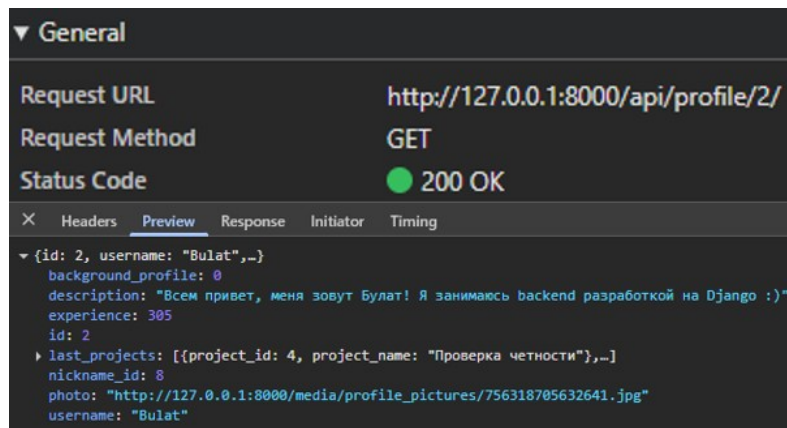 ▼ General
Request URL http://127.0.0.1:8000/api/profile/2/
Request Method GET
Status Code 200 OK
× Headers Preview Response Initiator Timing
▼ {id: 2, username: "Bulat",…}
background_profile: 0
description: "Всем привет, меня зовут Булат! Я занимаюсь backend разработкой на Django :)"
experience: 305
id: 2
▶ last_projects: [{project_id: 4, project_name: "Проверка четности"},…]
nickname_id: 8
photo: "http://127.0.0.1:8000/media/profile_pictures/756318705632641.jpg"
username: "Bulat"